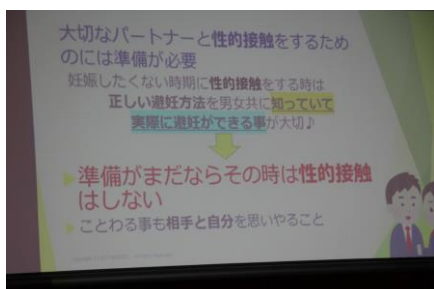 大切なパートナーと性的接触をするため
のには準備が必要
妊娠したくない時期に性的接触をする時は
正しい避妊方法を男女共に知っていて
実際に避妊ができる事が大切♪
準備がまだならその時は性的接触
はしない
ことわる事も相手と自分を思いやること